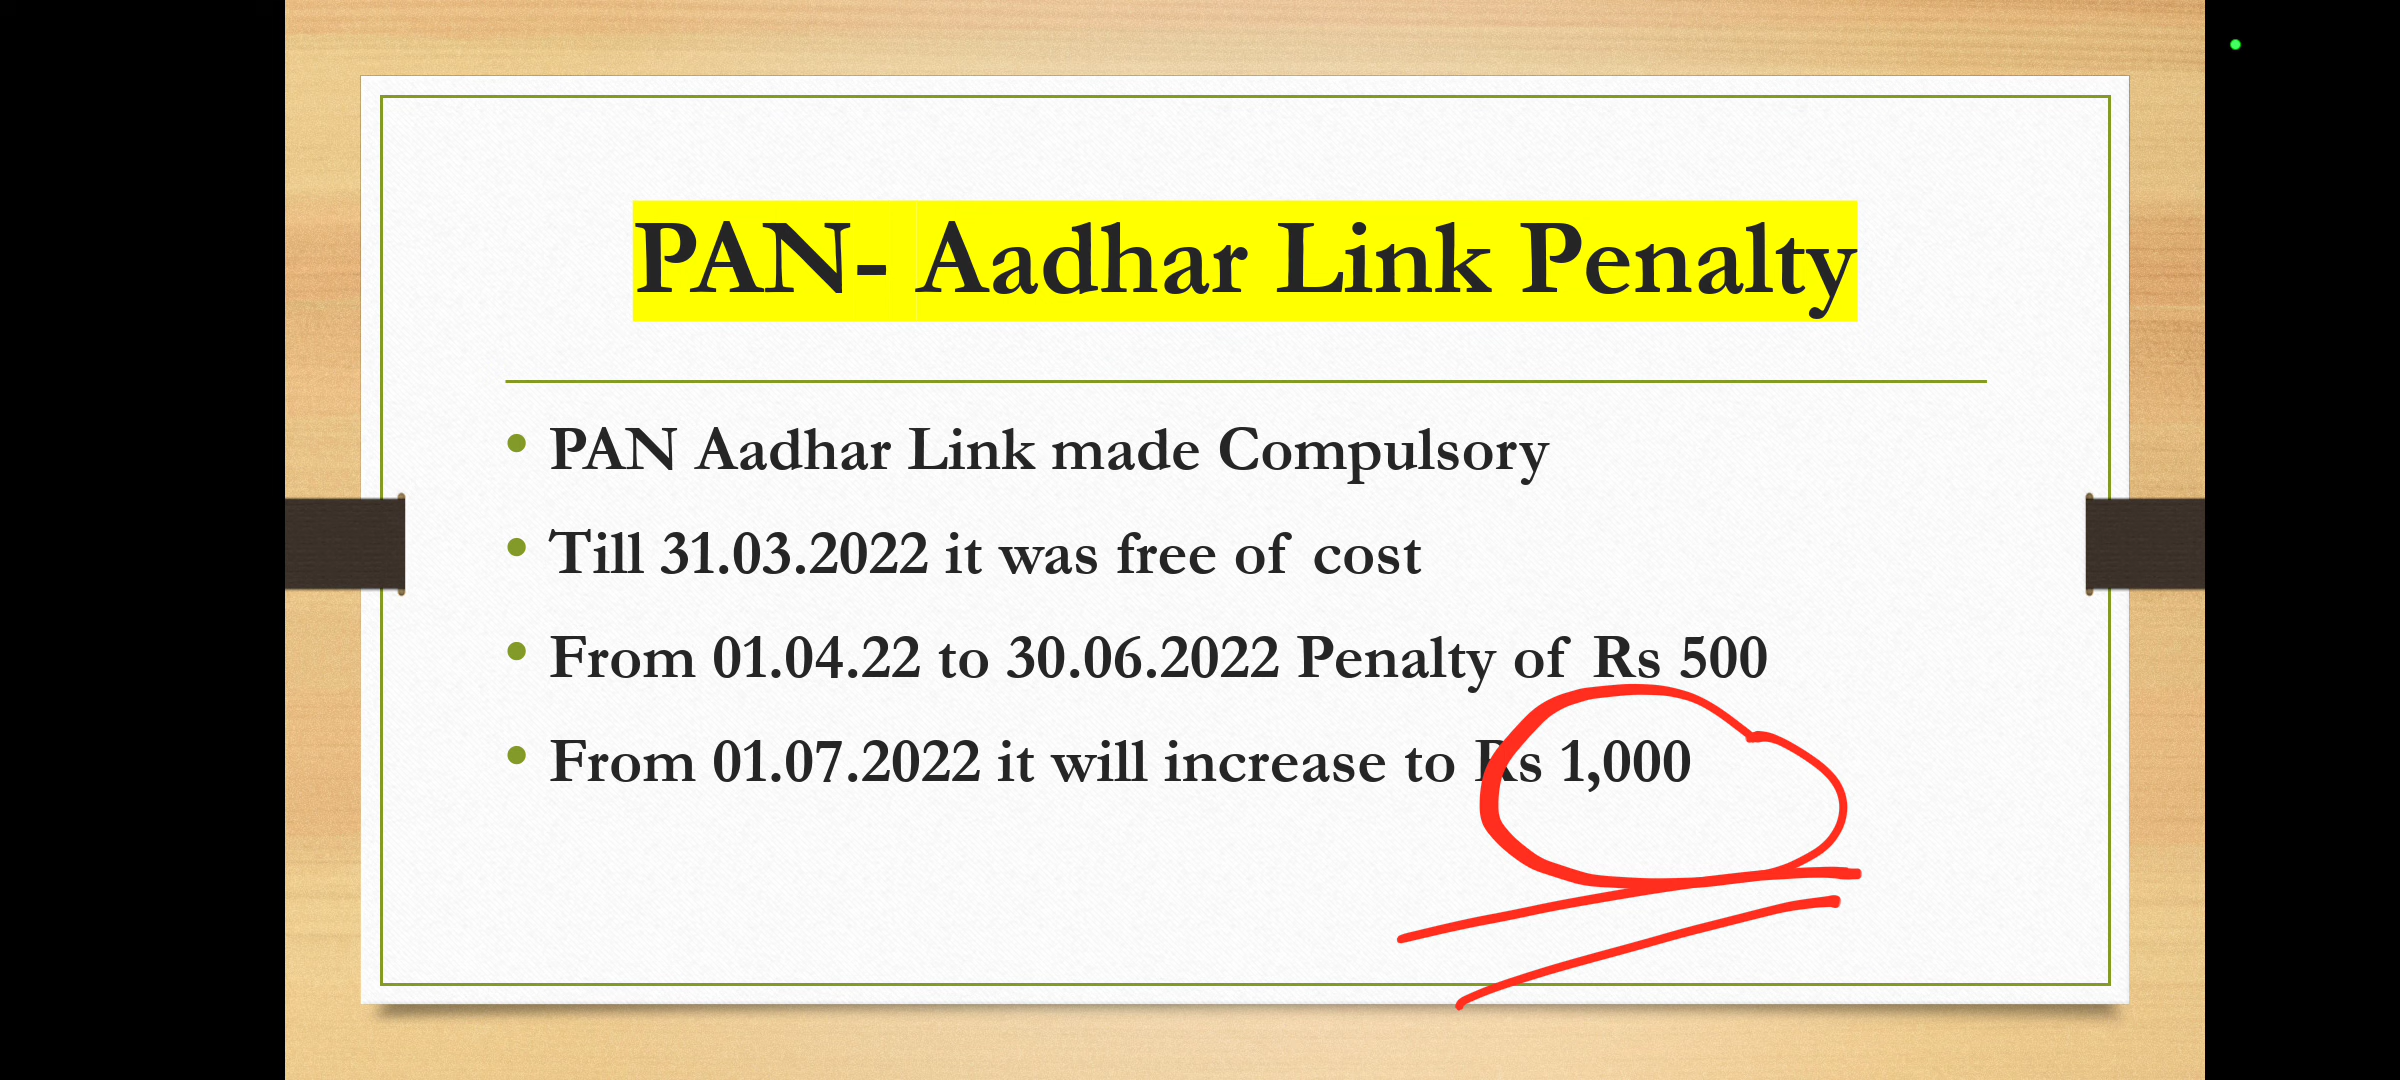 PAN- Aadhar Link Penalty
• PAN Aadhar Link made Compulsory
• Till 31.03.2022 it was free of cost
• From 01.04.22 to 30.06.2022 Penalty of Rs 500
• From 01.07.2022 it will increase to Rs 1,000